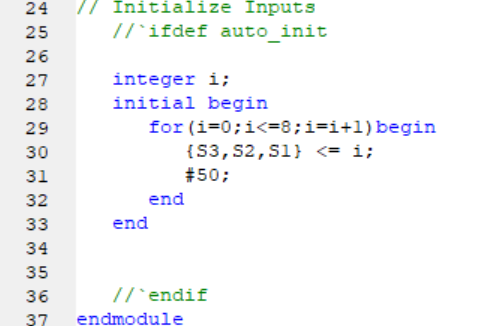 24 // Initialize Inputs
25 //`ifdef auto_init
26
27 integer i;
28 initial begin
29 for(i=0;i<=8;i=i+1)begin
30 {S3,S2,S1} <= i;
31 #50;
32 end
33 end
34
35
36 //`endif
37 endmodule